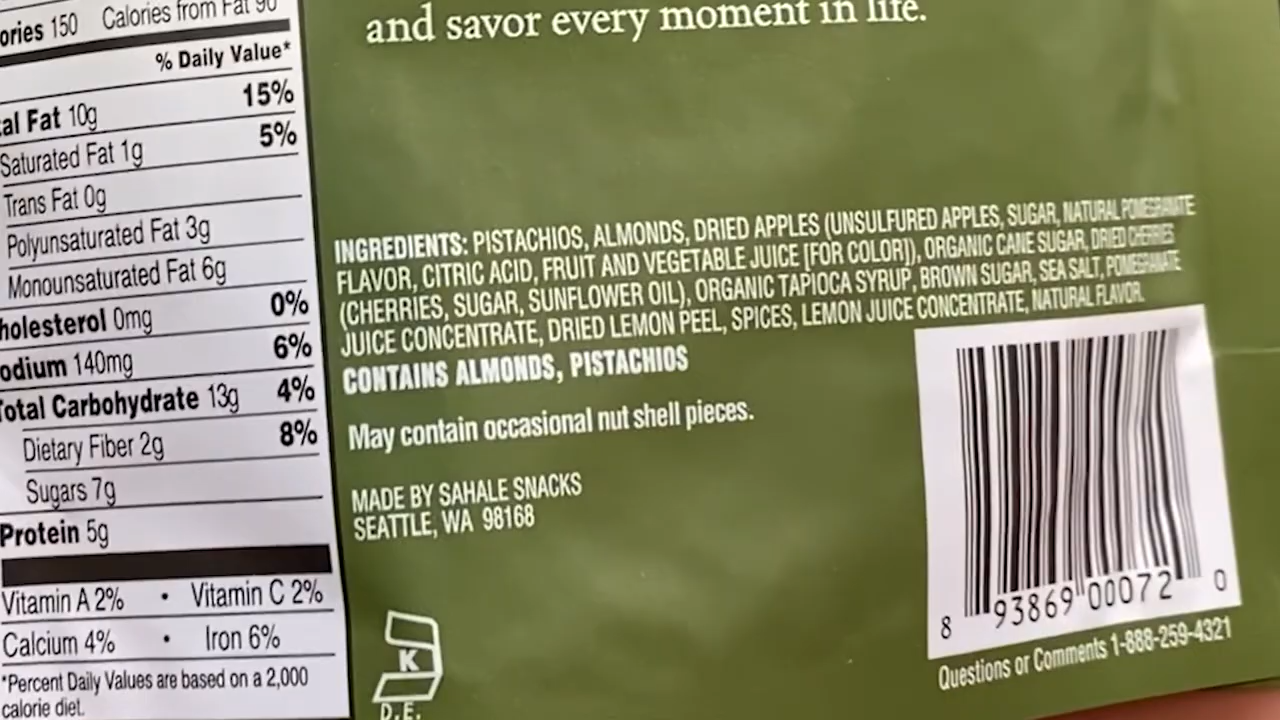 ories 150 Calories from Fat 90
% Daily Value*
tal Fat 10g 15%
Saturated Fat 1g 5%
Trans Fat 0g
Polyunsaturated Fat 3g
Monounsaturated Fat 6g
holesterol 0mg 0%
odium 140mg 6%
Total Carbohydrate 13g 4%
Dietary Fiber 2g 8%
Sugars 7g
Protein 5g
Vitamin A 2% • Vitamin C 2%
Calcium 4% • Iron 6%
*Percent Daily Values are based on a 2,000
calorie diet.
and savor every moment in life.
INGREDIENTS: PISTACHIOS, ALMONDS, DRIED APPLES (UNSULFURED APPLES, SUGAR, NATURAL POMEGRANATE
FLAVOR, CITRIC ACID, FRUIT AND VEGETABLE JUICE [FOR COLOR]), ORGANIC CANE SUGAR, DRIED CHERRIES
(CHERRIES, SUGAR, SUNFLOWER OIL), ORGANIC TAPIOCA SYRUP, BROWN SUGAR, SEA SALT, POMEGRANATE
JUICE CONCENTRATE, DRIED LEMON PEEL, SPICES, LEMON JUICE CONCENTRATE, NATURAL FLAVOR.
CONTAINS ALMONDS, PISTACHIOS
May contain occasional nut shell pieces.
MADE BY SAHALE SNACKS
SEATTLE, WA 98168
K
D.E.
8 93869 00072 0
Questions or Comments 1-888-259-4321